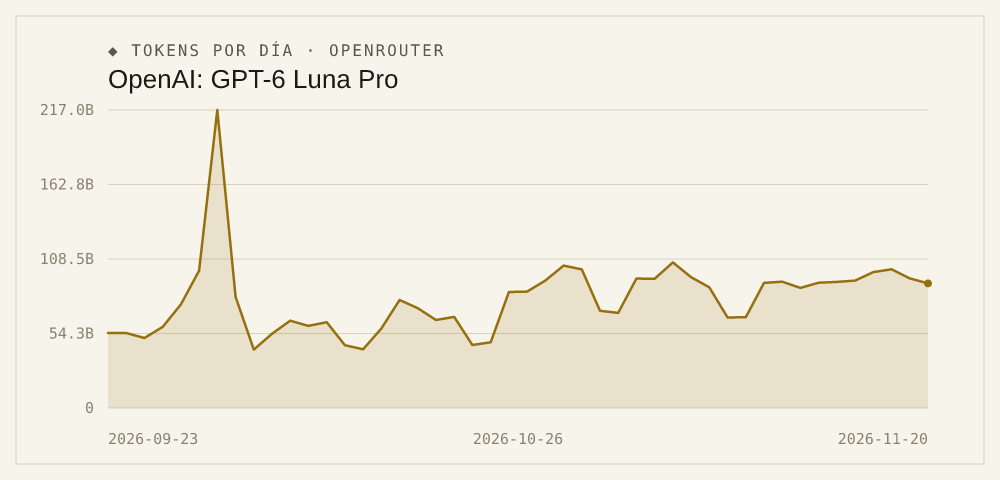 ◆ TOKENS POR DÍA · OPENROUTER
OpenAI: GPT-6 Luna Pro
217.0B
162.8B
108.5B
54.3B
0
2026-09-23 2026-10-26 2026-11-20